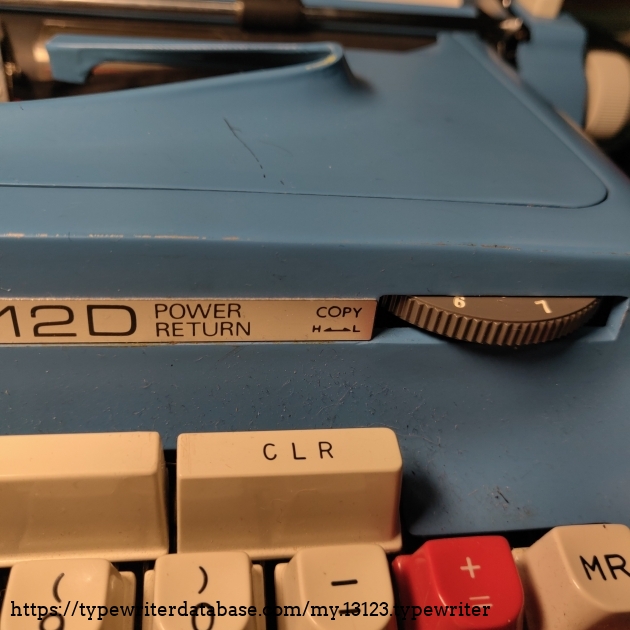 12D
POWER
RETURN
COPY
H L
6 7
CLR
( ) - + MR
=
https://typewriterdatabase.com/my.13123.typewriter